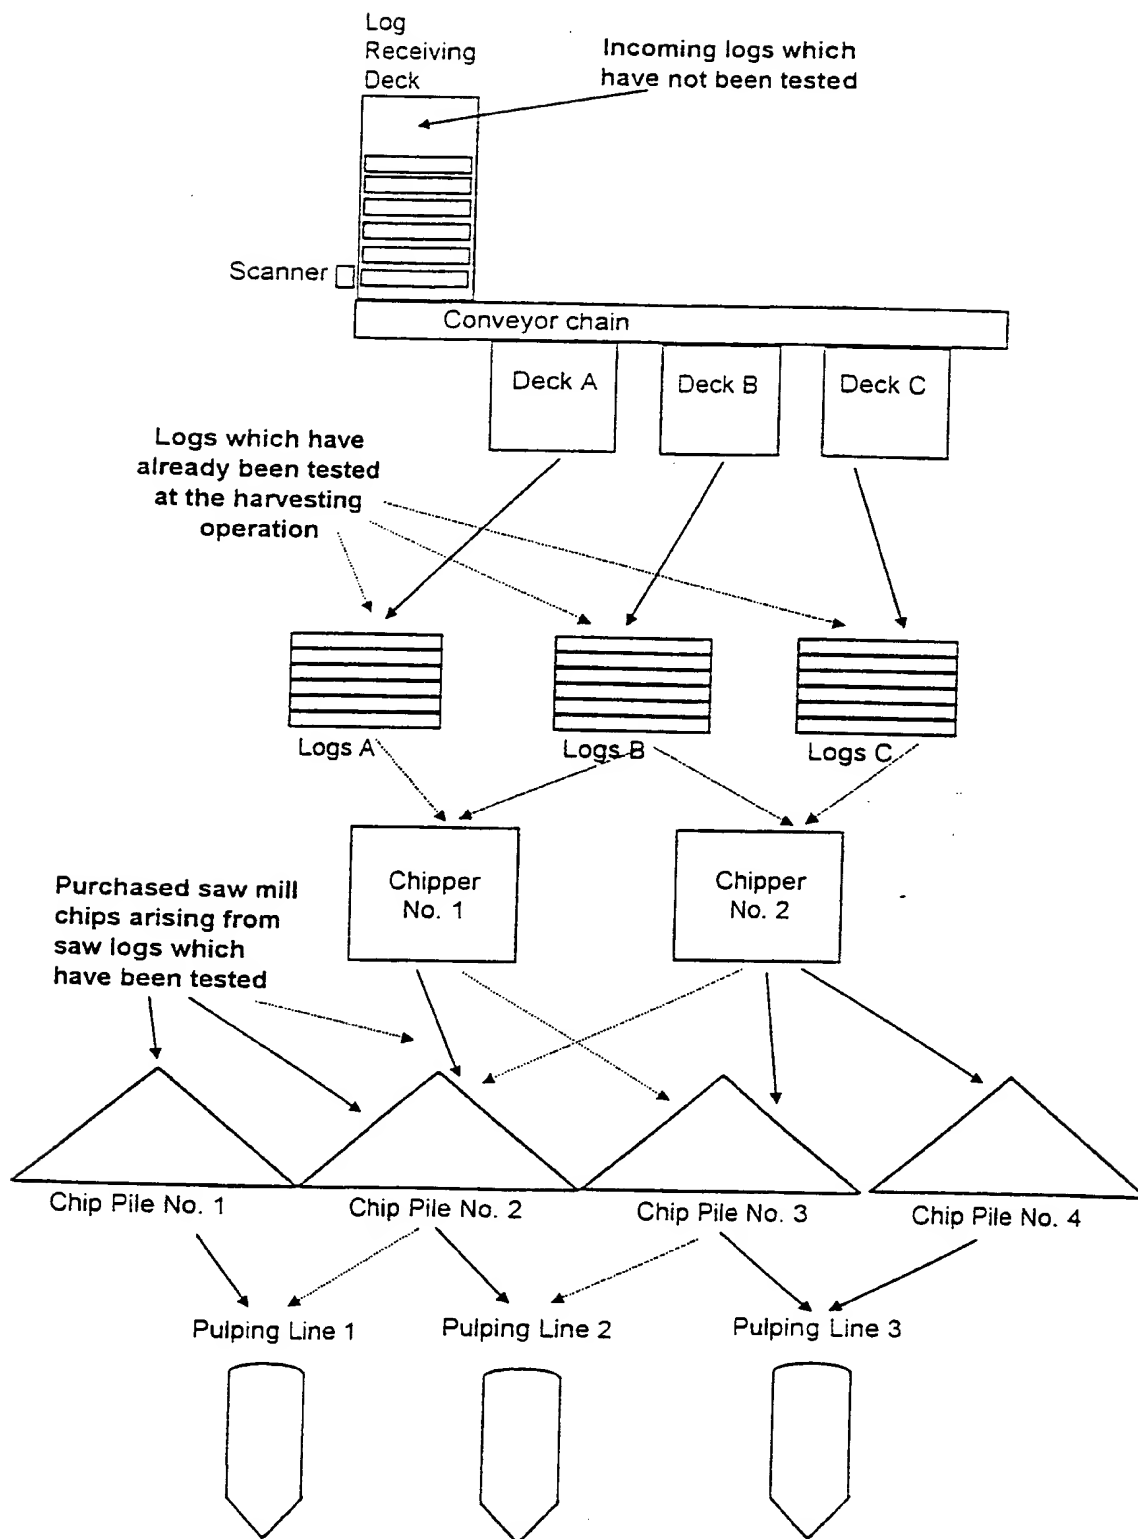 Log
Receiving
Deck
Incoming logs which
have not been tested
Scanner
Conveyor chain
Deck A
Deck B
Deck C
Logs which have
already been tested
at the harvesting
operation
Logs A
Logs B
Logs C
Chipper
No. 1
Chipper
No. 2
Purchased saw mill
chips arising from
saw logs which
have been tested
Chip Pile No. 1
Chip Pile No. 2
Chip Pile No. 3
Chip Pile No. 4
Pulping Line 1
Pulping Line 2
Pulping Line 3